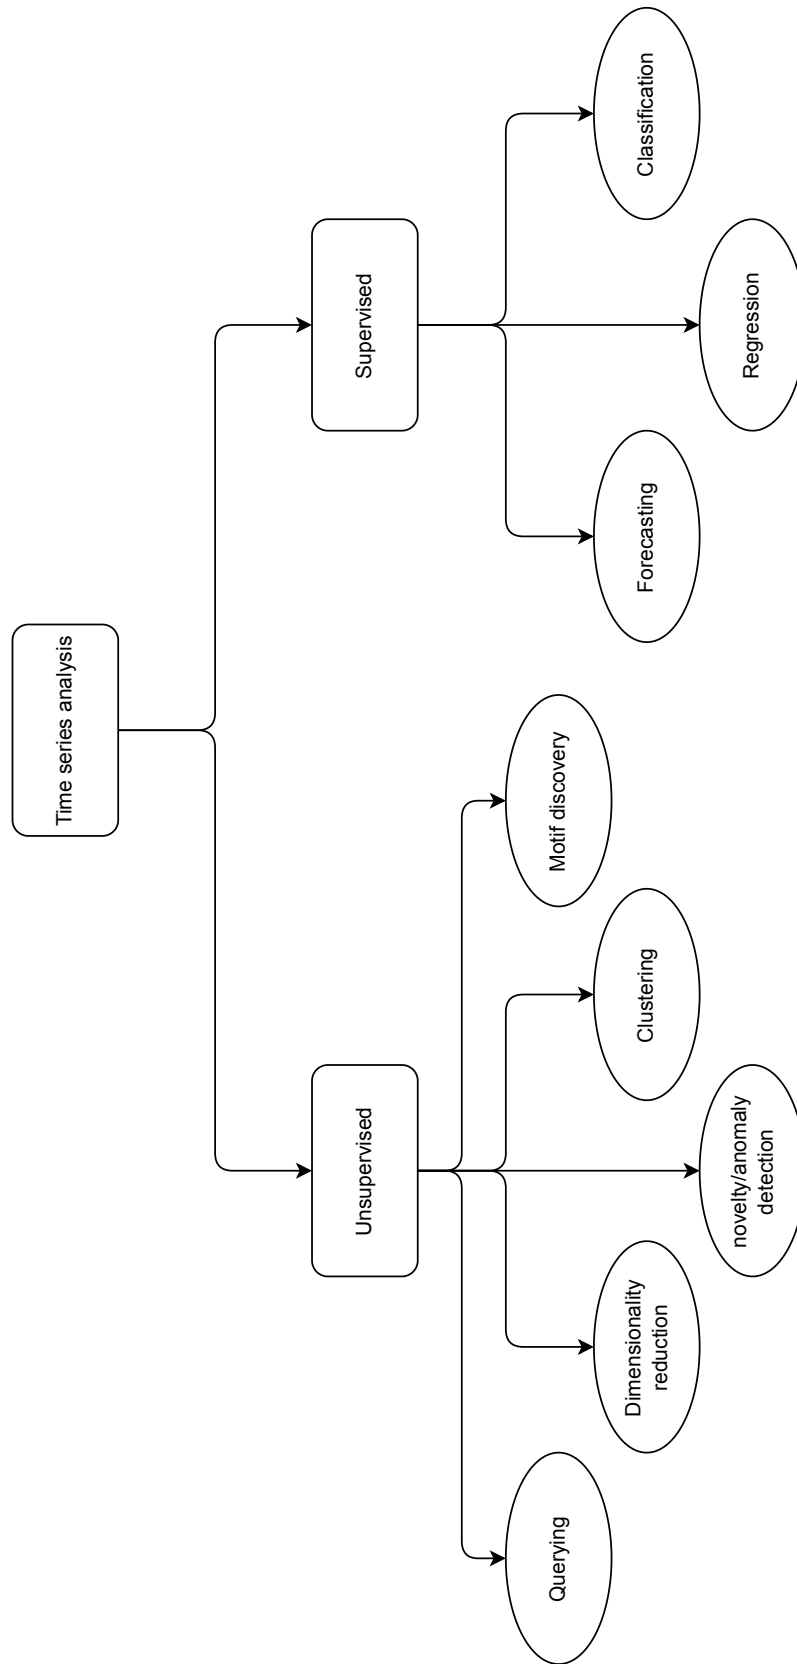 Time series analysis
Unsupervised
Supervised
Querying
Dimensionality
reduction
novelty/anomaly
detection
Clustering
Motif discovery
Forecasting
Regression
Classification